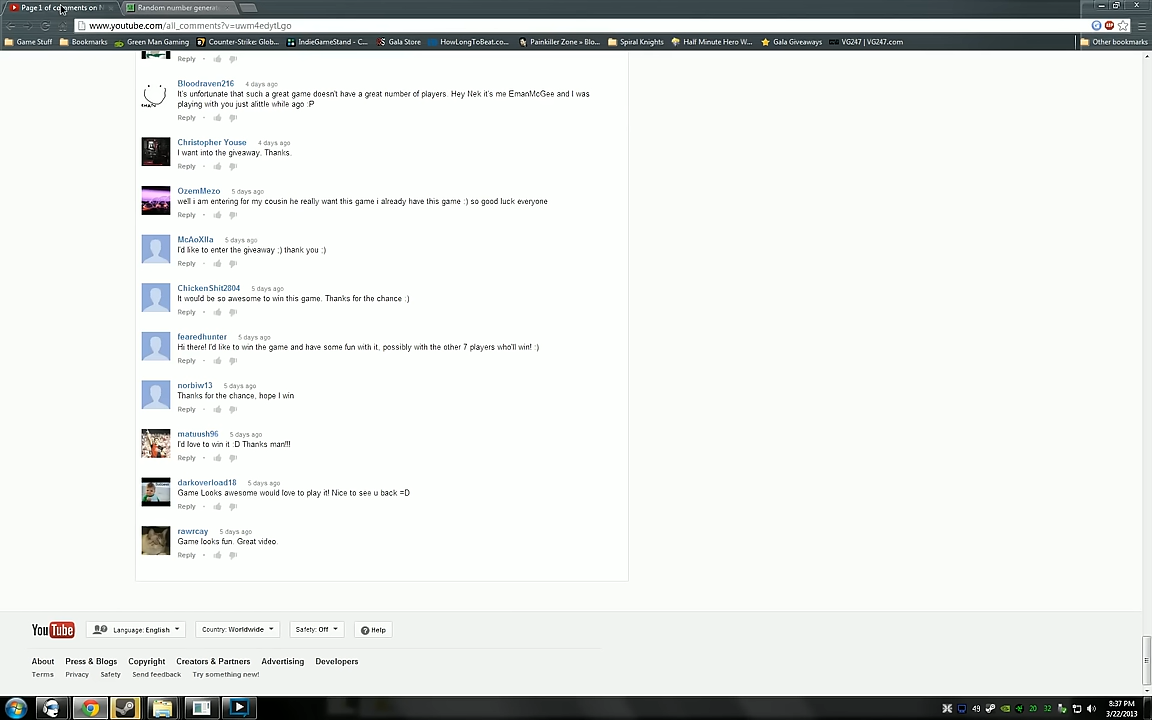 Page 1 of comments on N
Random number generat
www.youtube.com/all_comments?v=uwm4edytLgo
Game Stuff
Bookmarks
Green Man Gaming
Counter-Strike: Glob...
IndieGameStand - C...
Gala Store
HowLongToBeat.co...
Painkiller Zone » Blo...
Spiral Knights
Half Minute Hero W...
Gala Giveaways
VG247 | VG247.com
Other bookmarks
Reply
Bloodraven216 4 days ago
It's unfortunate that such a great game doesn't have a great number of players. Hey Nek it's me EmanMcGee and I was
playing with you just alittle while ago :P
Reply
Christopher Youse 4 days ago
I want into the giveaway. Thanks.
Reply
OzemMezo 5 days ago
well i am entering for my cousin he really want this game i already have this game :) so good luck everyone
Reply
McAoXIIa 5 days ago
I'd like to enter the giveaway ;) thank you :)
Reply
ChickenShit2804 5 days ago
It would be so awesome to win this game. Thanks for the chance :)
Reply
fearedhunter 5 days ago
Hi there! I'd like to win the game and have some fun with it, possibly with the other 7 players who'll win! :)
Reply
norbiw13 5 days ago
Thanks for the chance, hope I win
Reply
matuush96 5 days ago
I'd love to win it :D Thanks man!!!
Reply
darkoverload18 5 days ago
Game Looks awesome would love to play it! Nice to see u back =D
Reply
rawrcay 5 days ago
Game looks fun. Great video.
Reply
YouTube
Language: English
Country: Worldwide
Safety: Off
Help
About Press & Blogs Copyright Creators & Partners Advertising Developers
Terms Privacy Safety Send feedback Try something new!
49
20
32
8:37 PM
3/22/2013